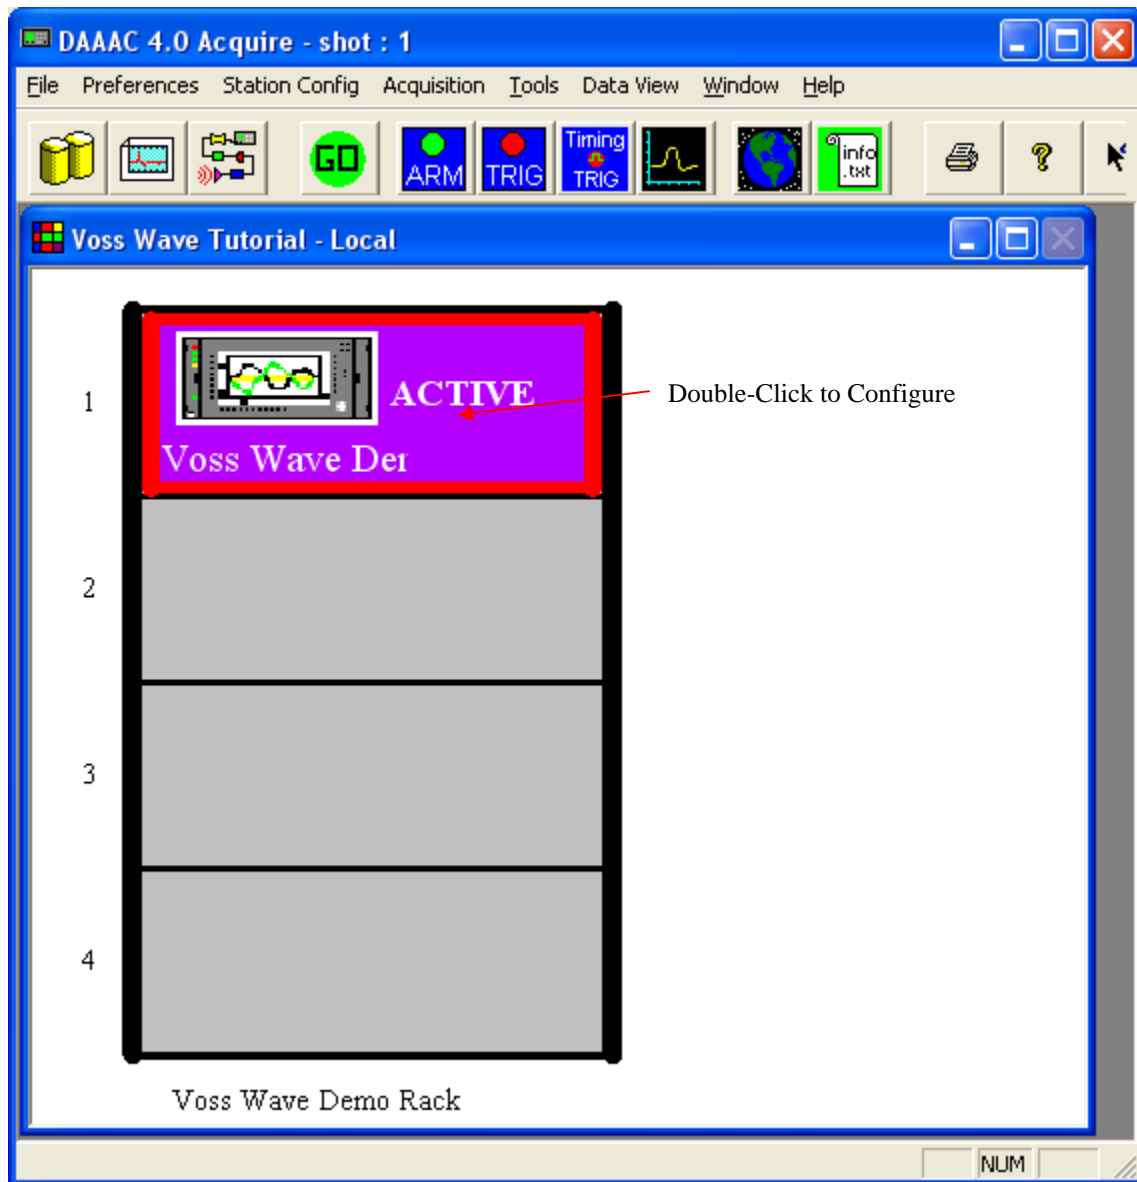 DAAAC 4.0 Acquire - shot : 1
File Preferences Station Config Acquisition Tools Data View Window Help
GO ARM TRIG Timing TRIG info .txt ?
Voss Wave Tutorial - Local
1 ACTIVE Double-Click to Configure
Voss Wave Der
2
3
4
Voss Wave Demo Rack
NUM